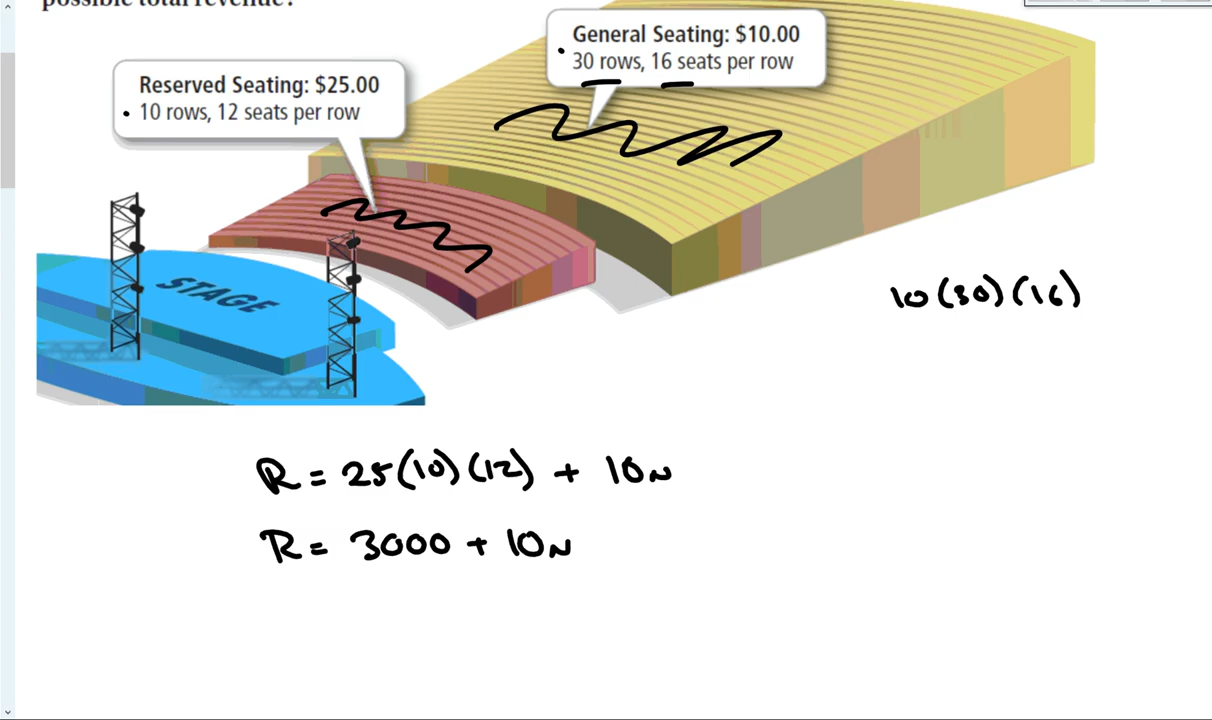 possible total revenue?
General Seating: $10.00
30 rows, 16 seats per row
Reserved Seating: $25.00
10 rows, 12 seats per row
STAGE
10(30)(16)
R = 25(10)(12) + 10N
R = 3000 + 10N